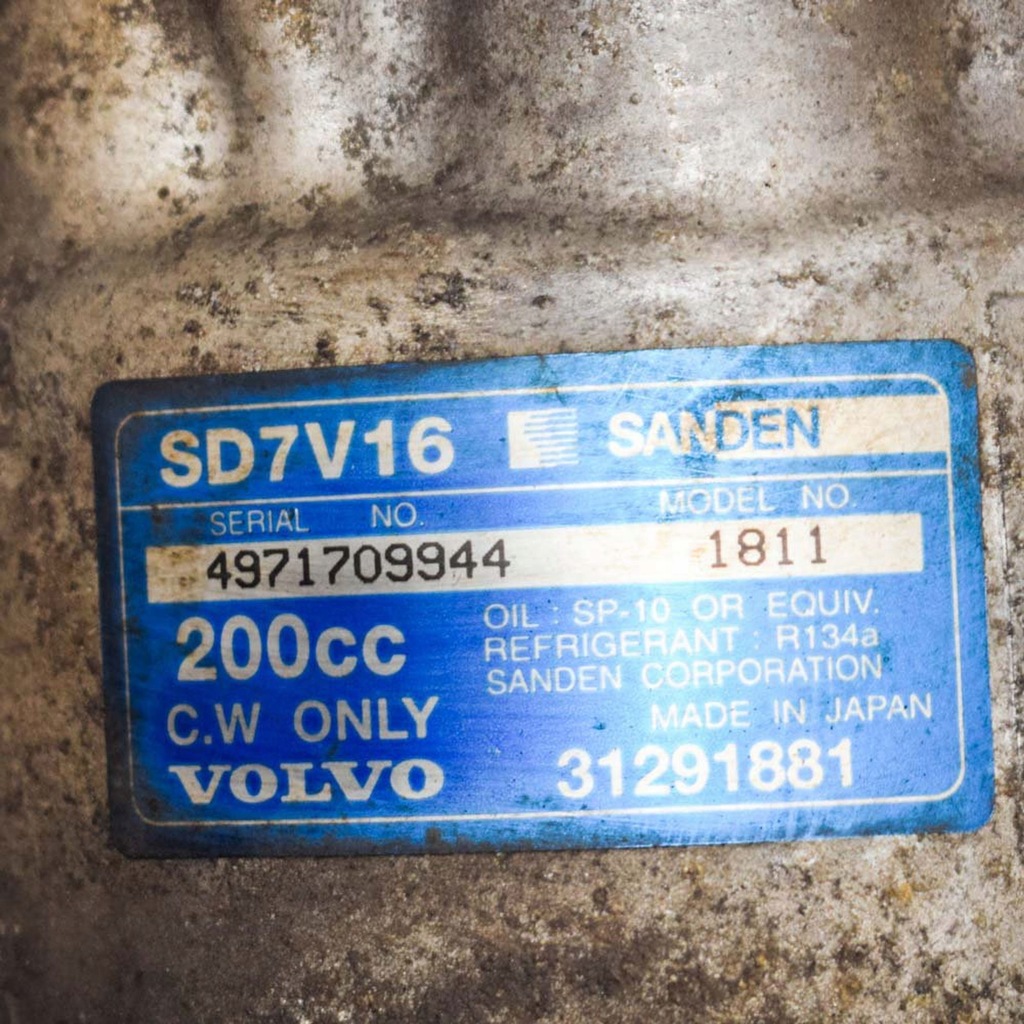 SD7V16 SANDEN
SERIAL NO. MODEL NO.
4971709944 1811
200cc
OIL : SP-10 OR EQUIV.
REFRIGERANT : R134a
SANDEN CORPORATION
C.W ONLY
MADE IN JAPAN
VOLVO 31291881